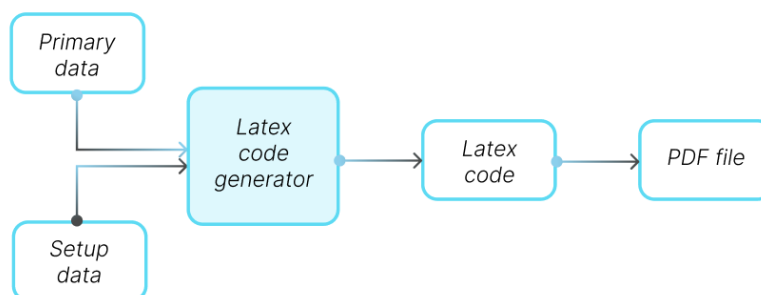 Primary
data
Latex
code
generator
Latex
code
PDF file
Setup
data